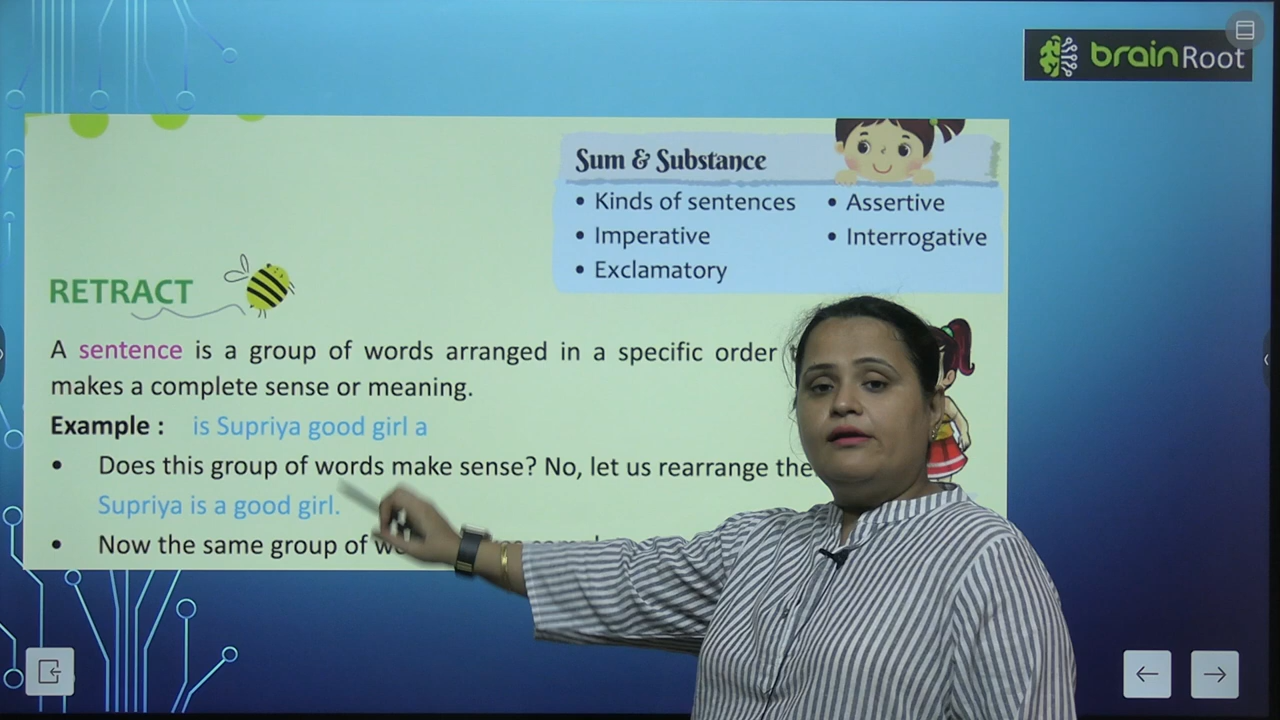 brainRoot
Sum & Substance
• Kinds of sentences • Assertive
• Imperative • Interrogative
• Exclamatory
RETRACT
A sentence is a group of words arranged in a specific order
makes a complete sense or meaning.
Example : is Supriya good girl a
• Does this group of words make sense? No, let us rearrange
Supriya is a good girl.
• Now the same group of